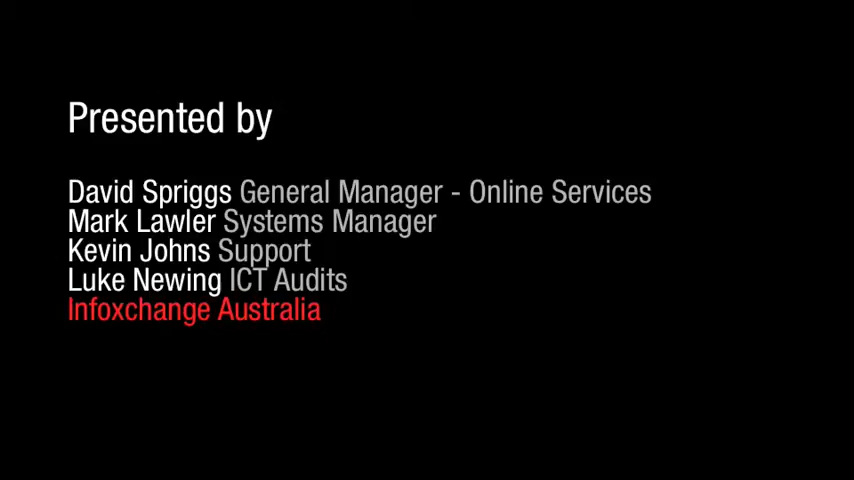 Presented by
David Spriggs General Manager - Online Services
Mark Lawler Systems Manager
Kevin Johns Support
Luke Newing ICT Audits
Infoxchange Australia